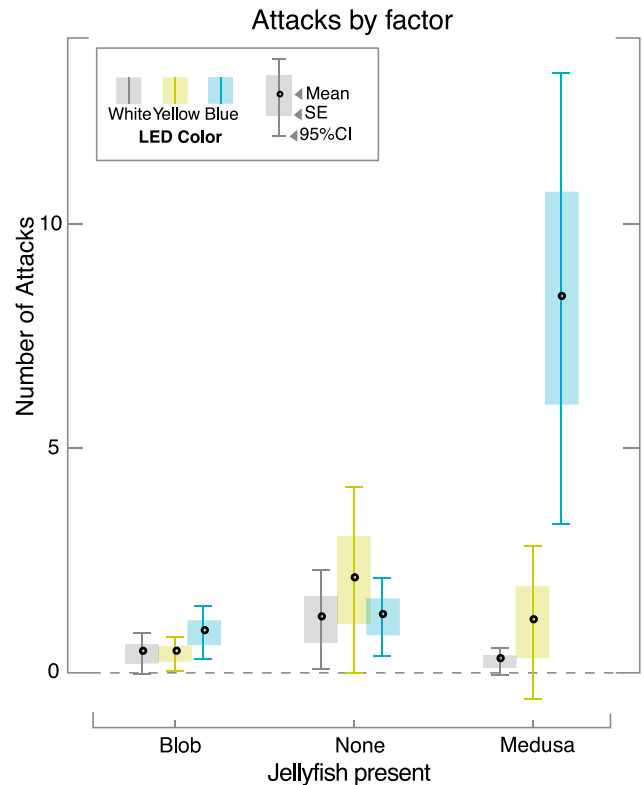 Attacks by factor
White Yellow Blue
LED Color
Mean
SE
95%CI
Number of Attacks
10
5
0
Blob None Medusa
Jellyfish present